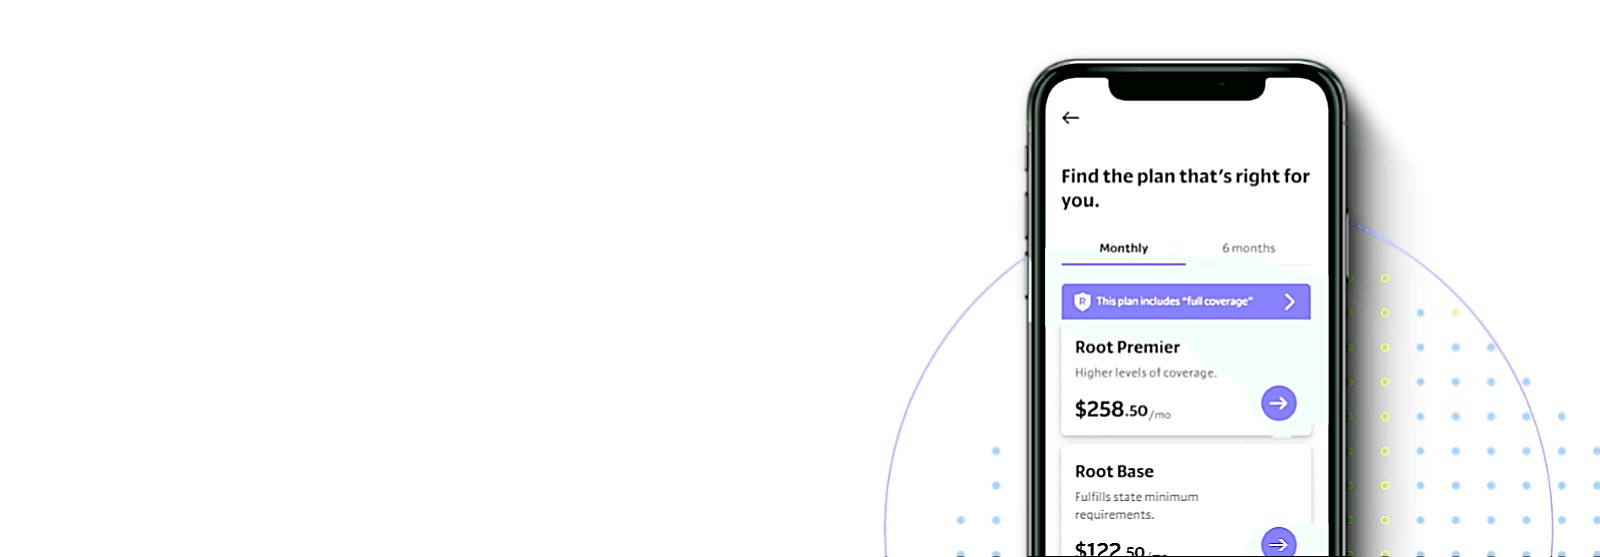 Find the plan that's right for
you.
Monthly 6 months
R This plan includes "full coverage"
Root Premier
Higher levels of coverage.
$258.50/mo
Root Base
Fulfills state minimum
requirements.
$122.50/mo